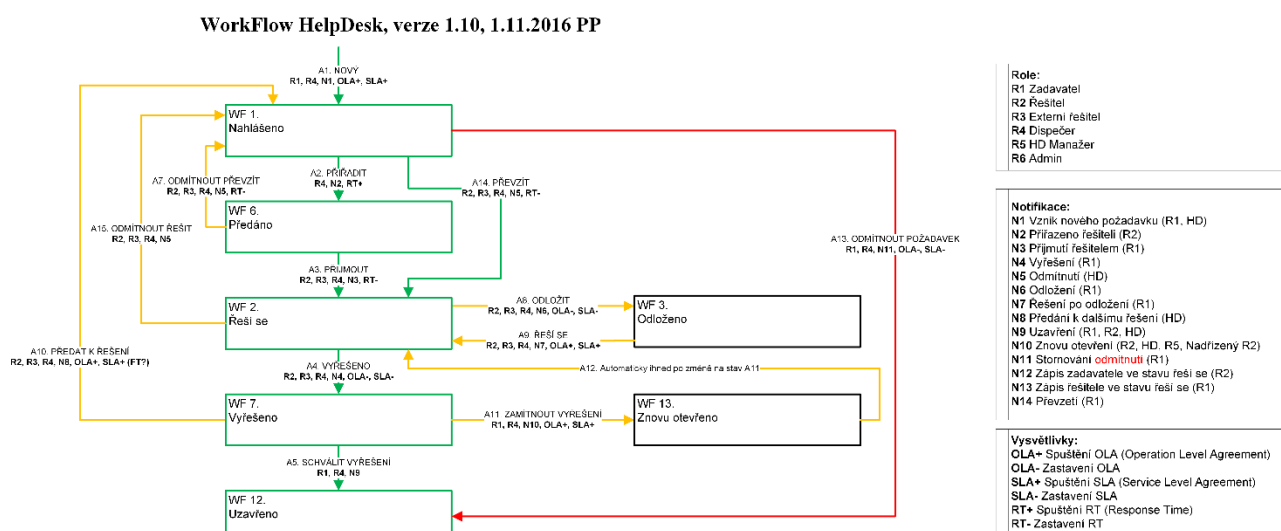 WorkFlow HelpDesk, verze 1.10, 1.11.2016 PP
A1. NOVÝ
R1, R4, N1, OLA+, SLA+
WF 1.
Nahlášeno
A2. PŘIŘADIT
R4, N2, RT+
A14. PŘEVZÍT
R2, R3, R4, N5, RT-
A7. ODMÍTNOUT PŘEVZÍT
R2, R3, R4, N5, RT-
WF 6.
Předáno
A15. ODMÍTNOUT ŘEŠIT
R2, R3, R4, N5
A13. ODMÍTNOUT POŽADAVEK
R1, R4, N11, OLA-, SLA-
A3. PŘIJMOUT
R2, R3, R4, N3, RT-
WF 2.
Řeší se
A6. ODLOŽIT
R2, R3, R4, N6, OLA-, SLA-
WF 3.
Odloženo
A9. ŘEŠÍ SE
R2, R3, R4, N7, OLA+, SLA+
A10. PŘEDAT K ŘEŠENÍ
R2, R3, R4, N8, OLA+, SLA+ (FT?)
A4. VYŘEŠENO
R2, R3, R4, N4, OLA-, SLA-
A12. Automaticky ihned po změně na stav A11
WF 7.
Vyřešeno
A11. ZAMÍTNOUT VYŘEŠENÍ
R1, R4, N10, OLA+, SLA+
WF 13.
Znovu otevřeno
A5. SCHVÁLIT VYŘEŠENÍ
R1, R4, N9
WF 12.
Uzavřeno
Role:
R1 Zadavatel
R2 Řešitel
R3 Externí řešitel
R4 Dispečer
R5 HD Manažer
R6 Admin
Notifikace:
N1 Vznik nového požadavku (R1, HD)
N2 Přiřazeno řešiteli (R2)
N3 Přijmutí řešitelem (R1)
N4 Vyřešení (R1)
N5 Odmítnutí (HD)
N6 Odložení (R1)
N7 Řešení po odložení (R1)
N8 Předání k dalšímu řešení (HD)
N9 Uzavření (R1, R2, HD)
N10 Znovu otevření (R2, HD, R5, Nadřízený R2)
N11 Stornování odmítnutí (R1)
N12 Zápis zadavatele ve stavu řeší se (R2)
N13 Zápis řešitele ve stavu řeší se (R1)
N14 Převzetí (R1)
Vysvětlivky:
OLA+ Spuštění OLA (Operation Level Agreement)
OLA- Zastavení OLA
SLA+ Spuštění SLA (Service Level Agreement)
SLA- Zastavení SLA
RT+ Spuštění RT (Response Time)
RT- Zastavení RT